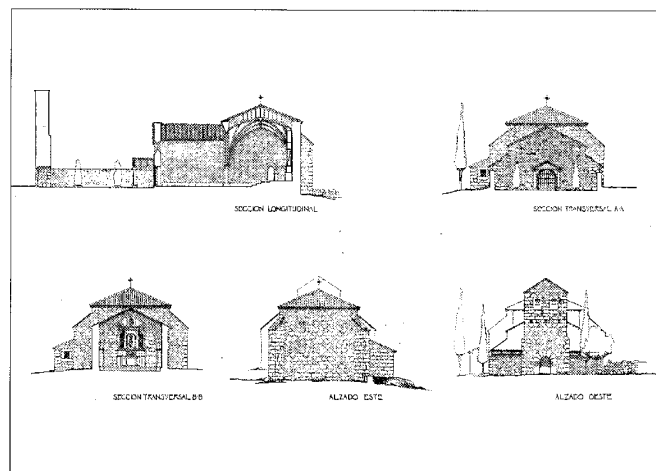 SECCION LONGITUDINAL
SECCION TRANSVERSAL A-A
SECCION TRANSVERSAL B-B
ALZADO ESTE
ALZADO OESTE